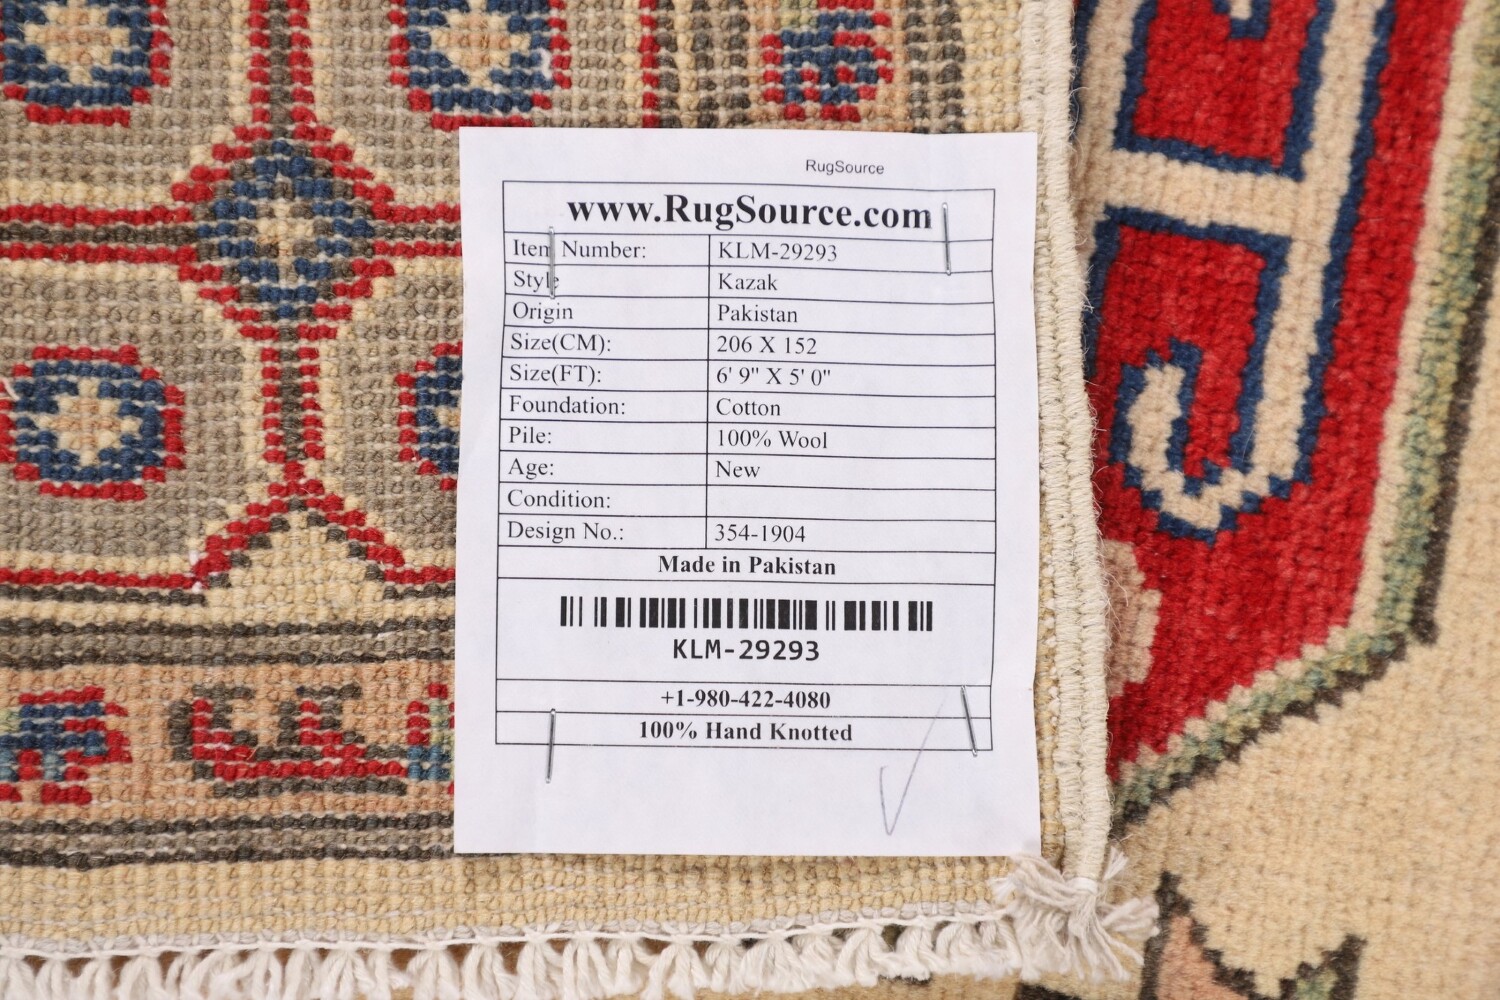 RugSource
www.RugSource.com
Item Number: KLM-29293
Style Kazak
Origin Pakistan
Size(CM): 206 X 152
Size(FT): 6' 9" X 5' 0"
Foundation: Cotton
Pile: 100% Wool
Age: New
Condition:
Design No.: 354-1904
Made in Pakistan
KLM-29293
+1-980-422-4080
100% Hand Knotted